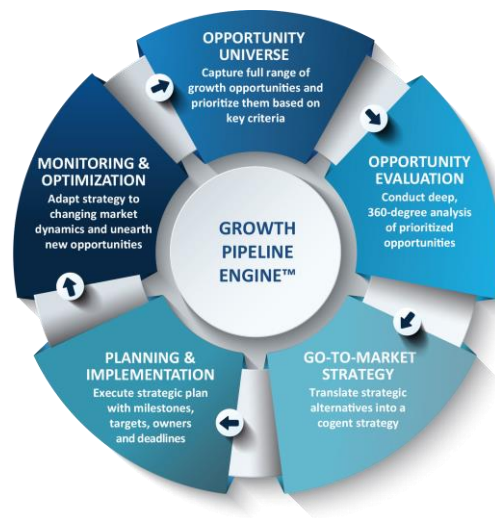 OPPORTUNITY
UNIVERSE
Capture full range of
growth opportunities and
prioritize them based on
key criteria
OPPORTUNITY
EVALUATION
Conduct deep,
360-degree analysis
of prioritized
opportunities
GO-TO-MARKET
STRATEGY
Translate strategic
alternatives into a
cogent strategy
PLANNING &
IMPLEMENTATION
Execute strategic plan
with milestones,
targets, owners
and deadlines
MONITORING &
OPTIMIZATION
Adapt strategy to
changing market
dynamics and unearth
new opportunities
GROWTH
PIPELINE
ENGINE™